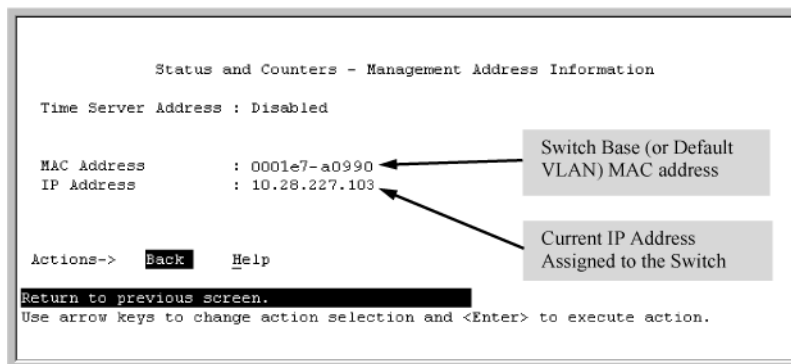 Status and Counters - Management Address Information
Time Server Address : Disabled
MAC Address : 0001e7-a0990
IP Address : 10.28.227.103
Switch Base (or Default
VLAN) MAC address
Current IP Address
Assigned to the Switch
Actions-> Back Help
Return to previous screen.
Use arrow keys to change action selection and <Enter> to execute action.